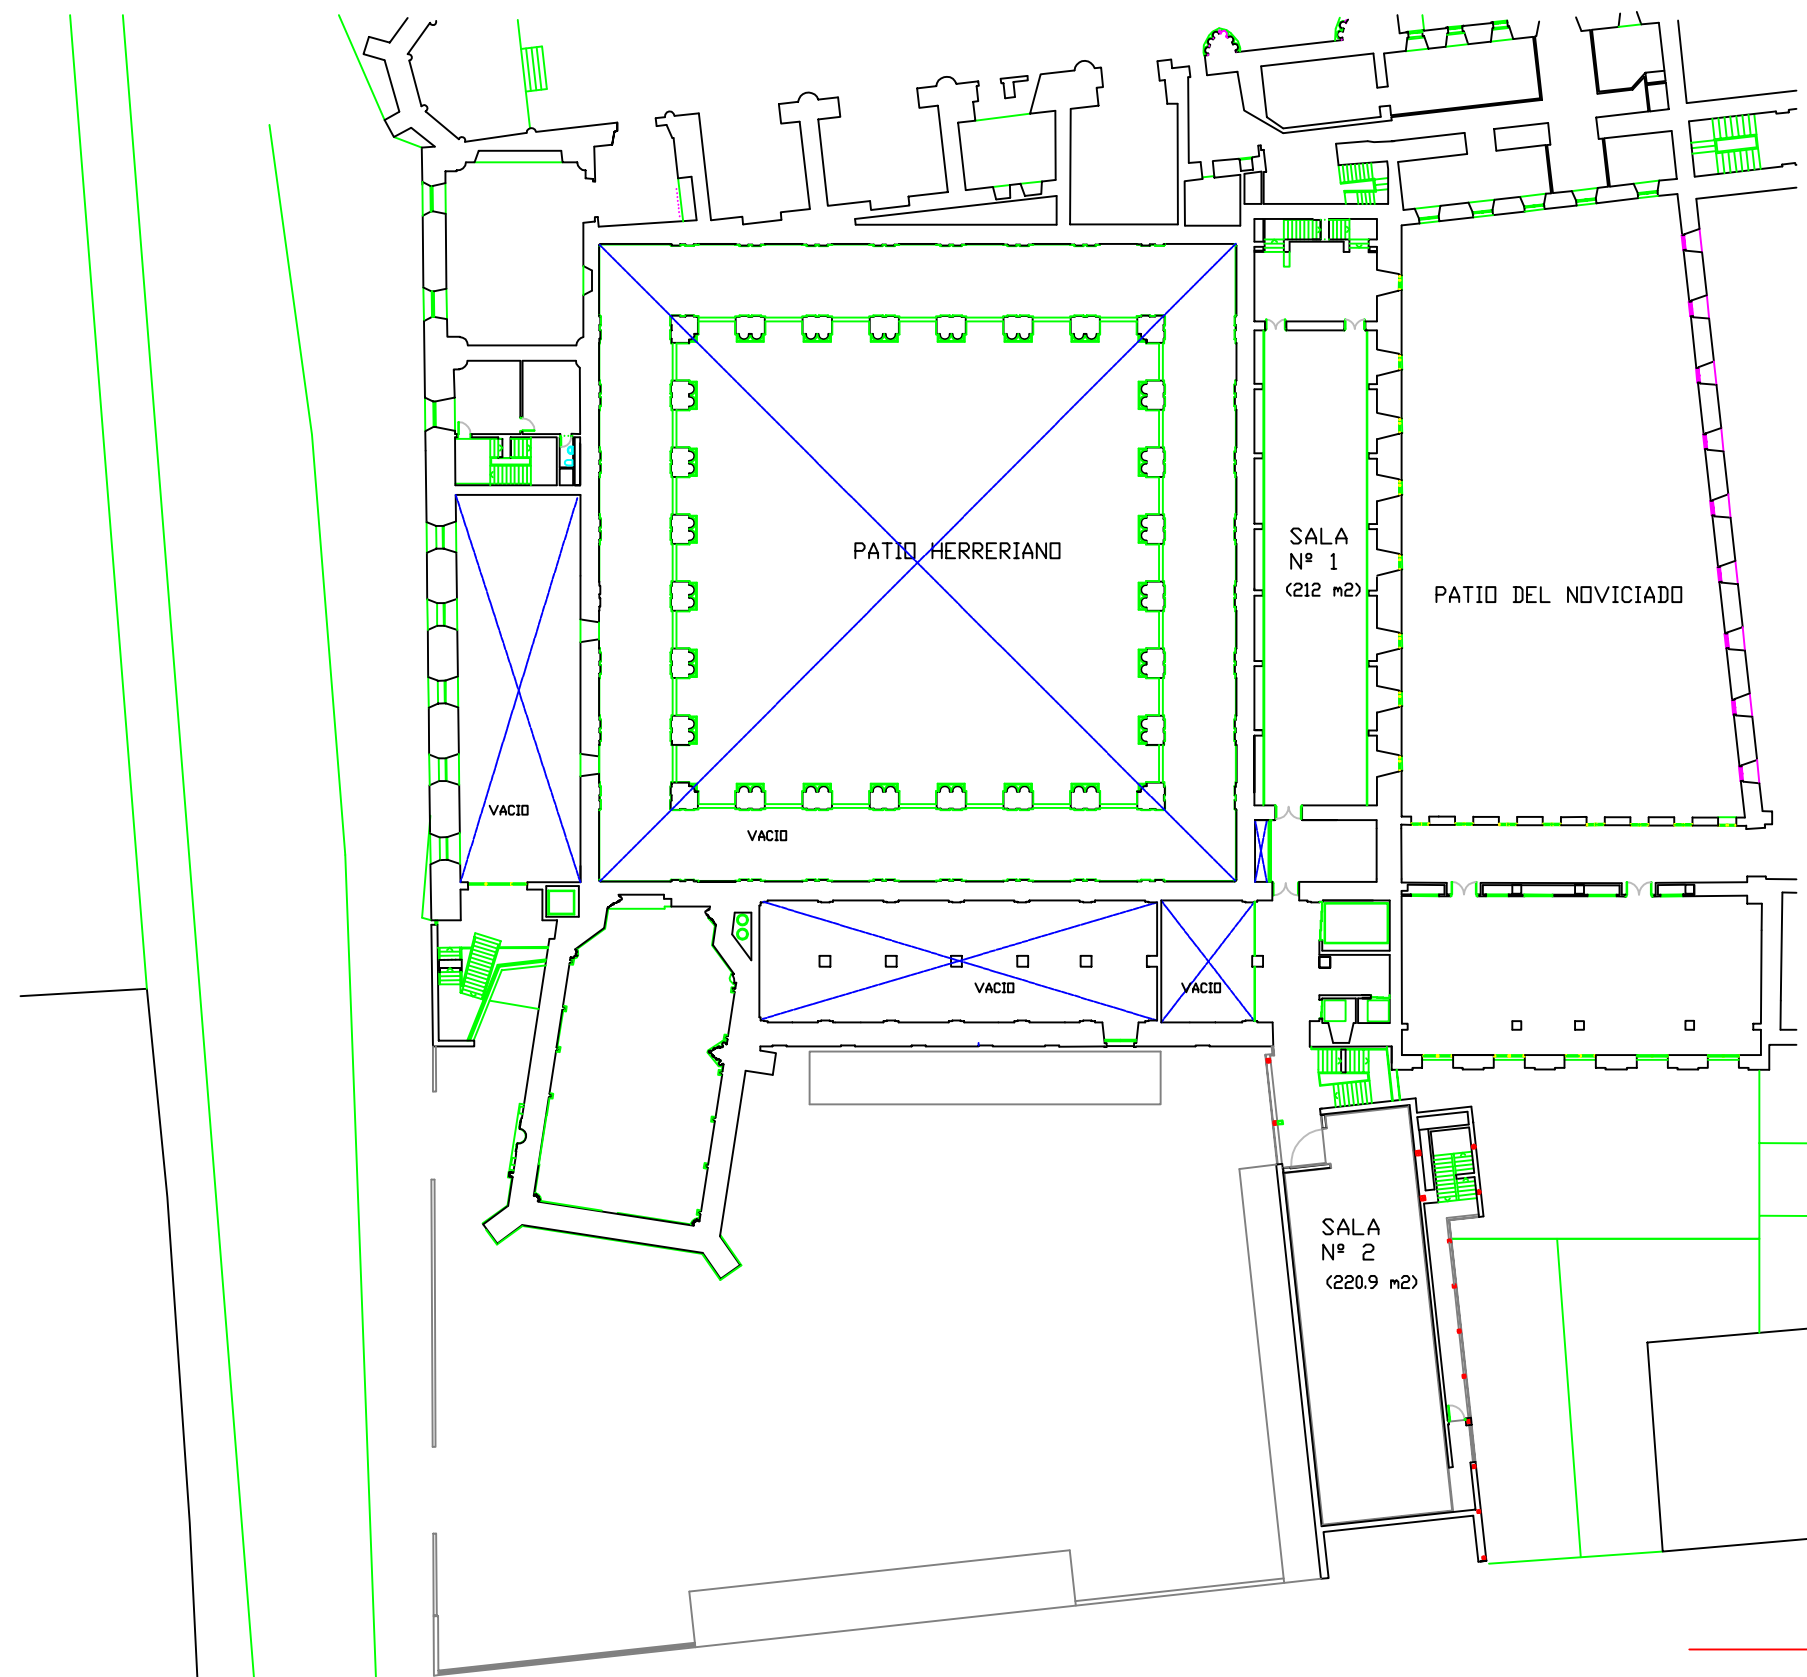 SALA
Nº 1
(212 m2)
PATIO HERRERIANO
PATIO DEL NOVICIADO
VACIO
VACIO
VACIO
VACIO
SALA
Nº 2
(220.9 m2)